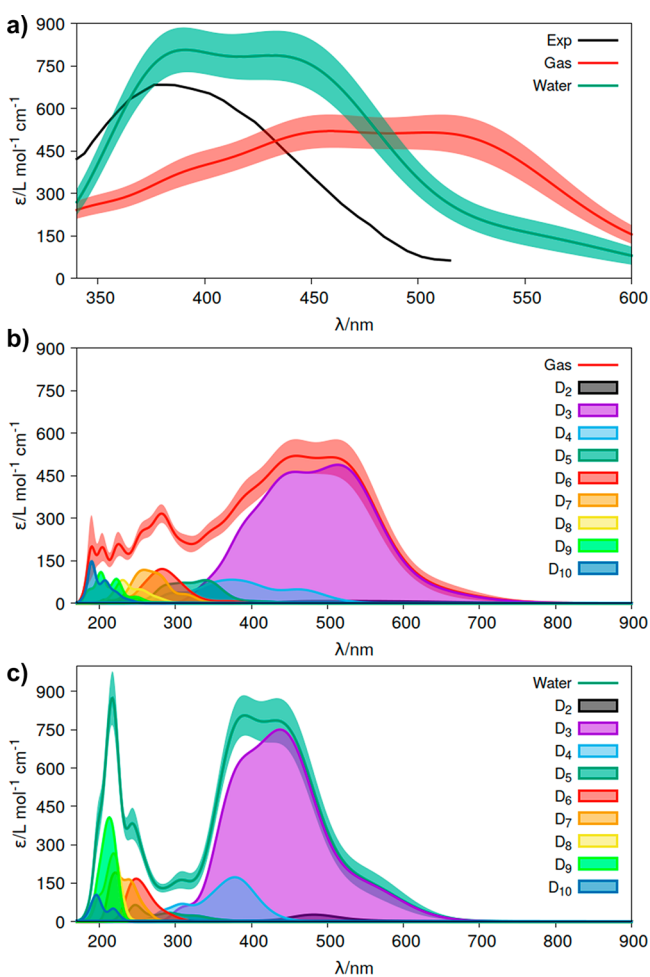 a)
900
750
600
450
300
150
0
ε/L mol⁻¹ cm⁻¹
Exp
Gas
Water
350 400 450 500 550 600
λ/nm
b)
900
750
600
450
300
150
0
ε/L mol⁻¹ cm⁻¹
Gas
D₂
D₃
D₄
D₅
D₆
D₇
D₈
D₉
D₁₀
200 300 400 500 600 700 800 900
λ/nm
c)
900
750
600
450
300
150
0
ε/L mol⁻¹ cm⁻¹
Water
D₂
D₃
D₄
D₅
D₆
D₇
D₈
D₉
D₁₀
200 300 400 500 600 700 800 900
λ/nm